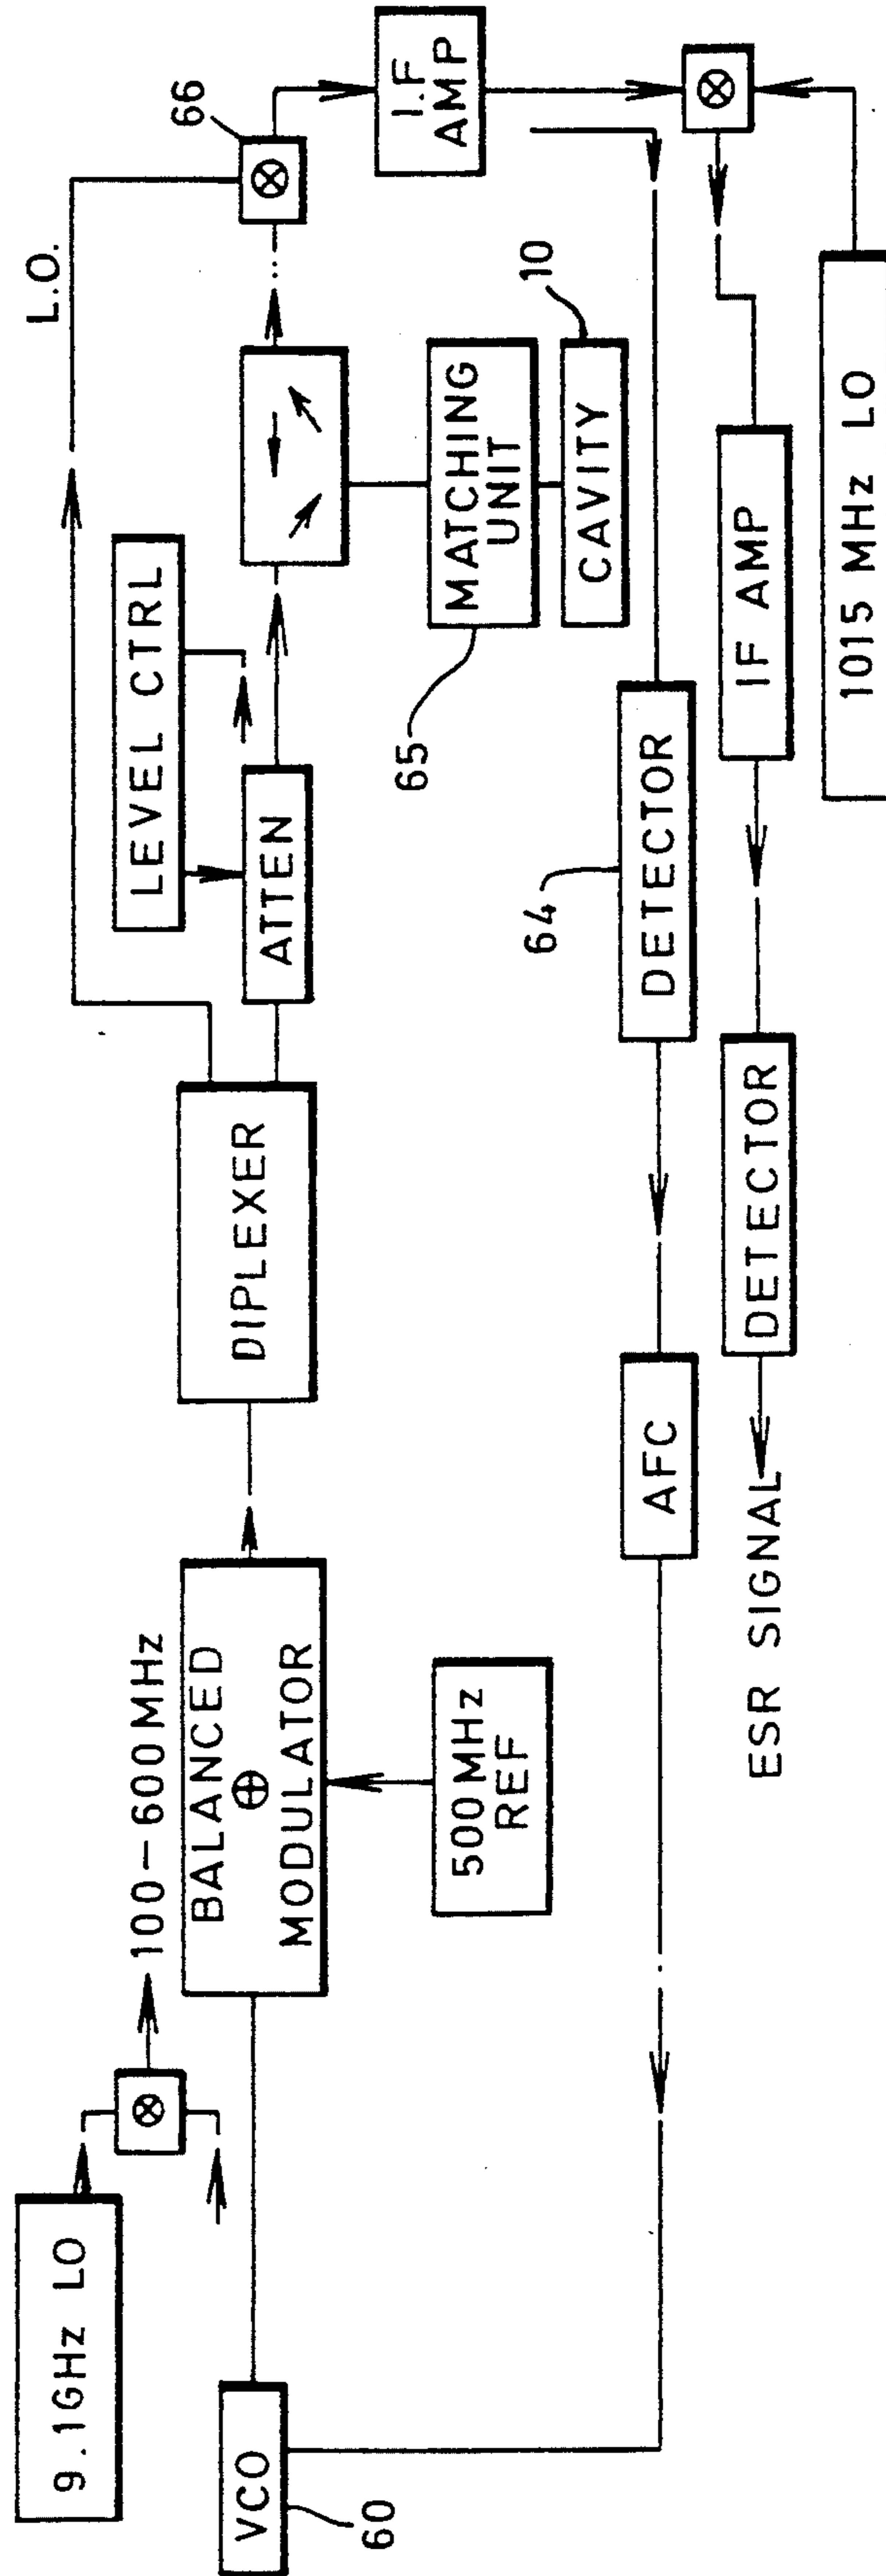 9.1GHz LO
100-600MHz
VCO
60
BALANCED
⊕
MODULATOR
500MHz
REF
DIPLEXER
LEVEL CTRL
ATTEN
L.O.
66
I.F
AMP
MATCHING
UNIT
65
CAVITY
10
AFC
DETECTOR
64
ESR SIGNAL
DETECTOR
IF AMP
1015 MHz LO